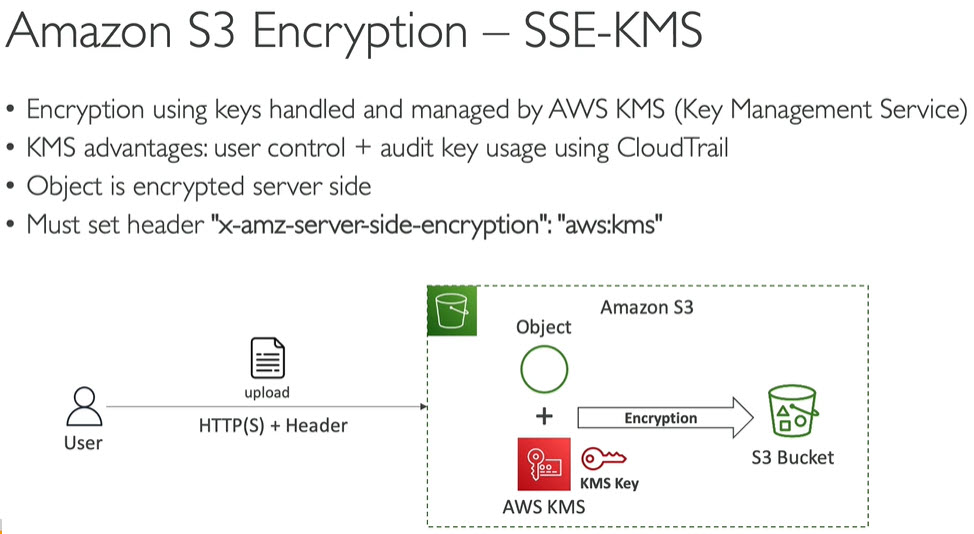 Amazon S3 Encryption – SSE-KMS
• Encryption using keys handled and managed by AWS KMS (Key Management Service)
• KMS advantages: user control + audit key usage using CloudTrail
• Object is encrypted server side
• Must set header "x-amz-server-side-encryption": "aws:kms"
Amazon S3
Object
upload
HTTP(S) + Header
User
+
Encryption
S3 Bucket
KMS Key
AWS KMS